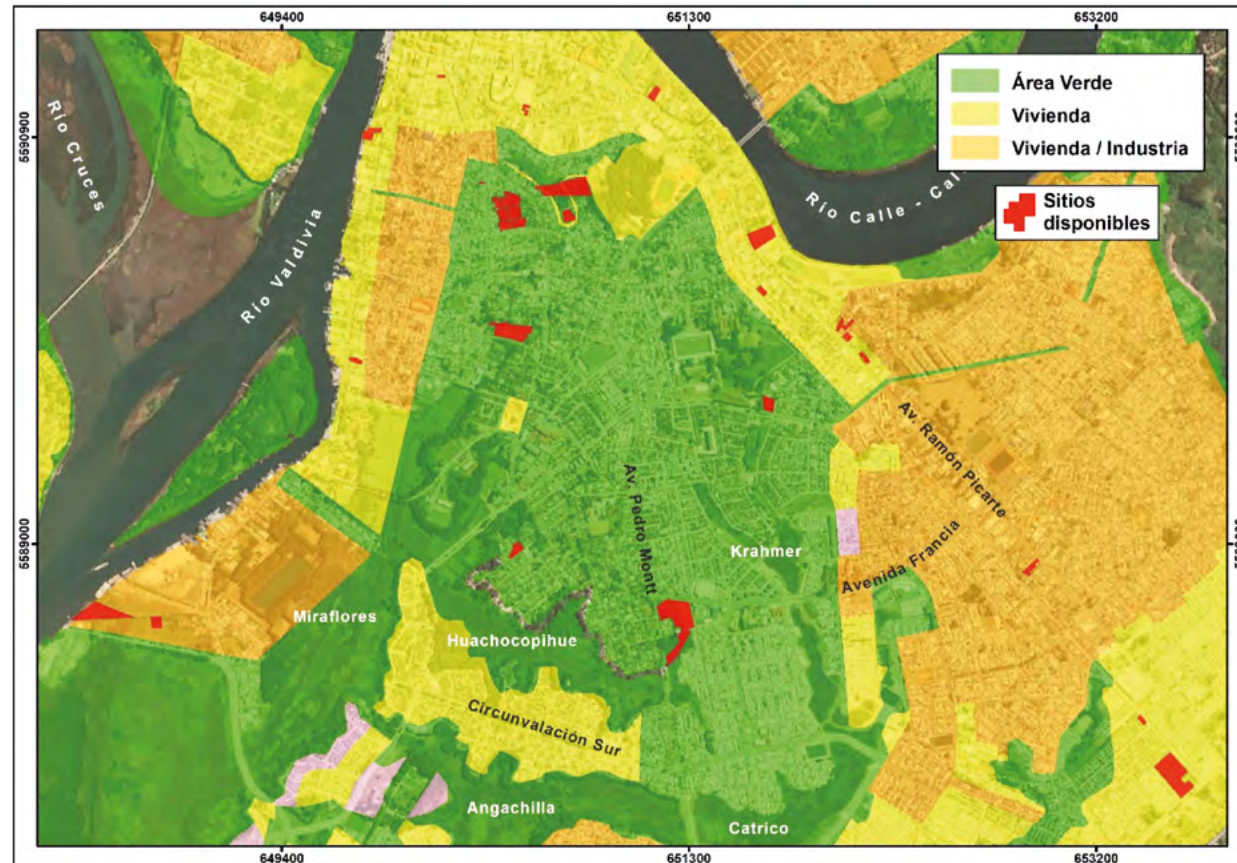 649400
651300
653200
5590900
Área Verde
Vivienda
Vivienda / Industria
Sitios
disponibles
Río Cruces
Río Valdivia
Río Calle - Cal
Av. Ramón Picarte
Av. Pedro Montt
5589000
Krahmer
Avenida Francia
Miraflores
Huachocopihue
Circunvalación Sur
Angachilla
Catrico
649400
651300
653200